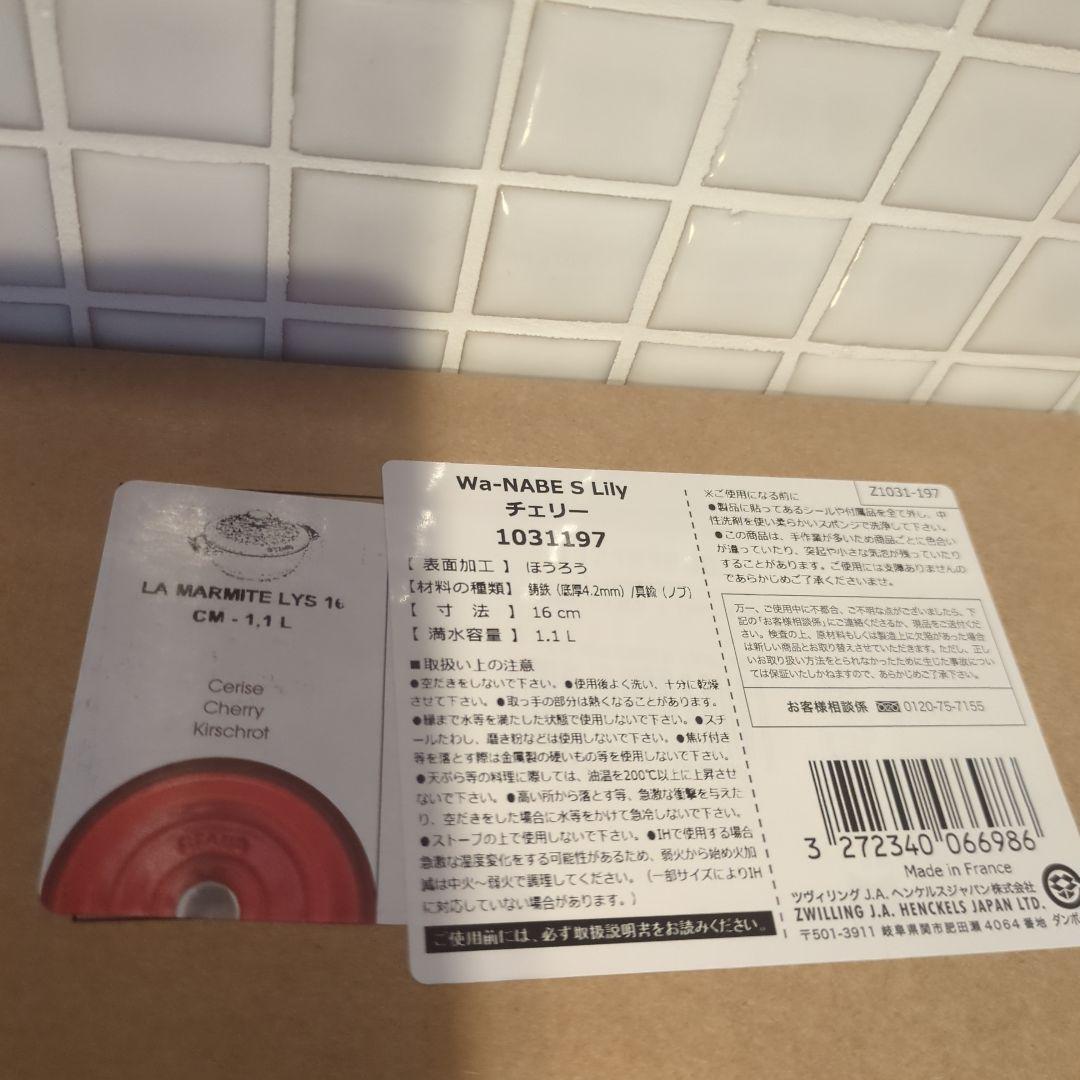 LA MARMITE LYS 16
CM - 1,1 L
Cerise
Cherry
Kirschrot
Wa-NABE S Lily
チェリー
1031197
【 表面加工 】 ほうろう
【材料の種類】 鋳鉄（底厚4.2mm）/真鍮（ノブ）
【 寸 法 】 16 cm
【 満水容量 】 1.1 L
■取扱い上の注意
●空だきをしないで下さい。●使用後よく洗い、十分に乾燥
させて下さい。●取っ手の部分は熱くなることがあります。
●縁まで水等を満たした状態で使用しないで下さい。●スチ
ールたわし、磨き粉などは使用しないで下さい。●焦げ付き
等を落とす際は金属製の硬いもの等を使用しないで下さい。
●天ぷら等の料理に際しては、油温を200℃以上に上昇させ
ないで下さい。●高い所から落とす等、急激な衝撃を与えた
り、空だきをした場合に水等をかけて急冷しないで下さい。
●ストーブの上で使用しないで下さい。●IHで使用する場合
急激な温度変化をする可能性があるため、弱火から始め火加
減は中火～弱火で調理してください。（一部サイズによりIH
に対応していない場合があります。）
ご使用前には、必ず取扱説明書をお読みください。
Z1031-197
※ご使用になる前に
●製品に貼ってあるシールや付属品を全て外し、中
性洗剤を使い柔らかいスポンジで洗浄して下さい。
●この商品は、手作業が多いため商品ごとに色合い
が違っていたり、突起や小さな気泡が残っていたり
することがあります。ご使用には支障ありませんの
であらかじめご了承くださいませ。
万一、ご使用中に不都合、ご不明な点がございましたら、下
記の「お客様相談係」にご連絡くださるか、現品をご送付くだ
さい。検査の上、原材料もしくは製造上に欠陥があった場合
は新しい商品とお取り替えさせていただきます。ただし、正し
いお取り扱い方法をとられなかったために生じた事故につい
ては保証いたしかねますので、あらかじめご了承下さい。
お客様相談係 0120-75-7155
3 272340 066986
Made in France
ツヴィリング J.A. ヘンケルスジャパン株式会社
ZWILLING J.A. HENCKELS JAPAN LTD.
〒501-3911 岐阜県関市肥田瀬 4064 番地
ダンボ